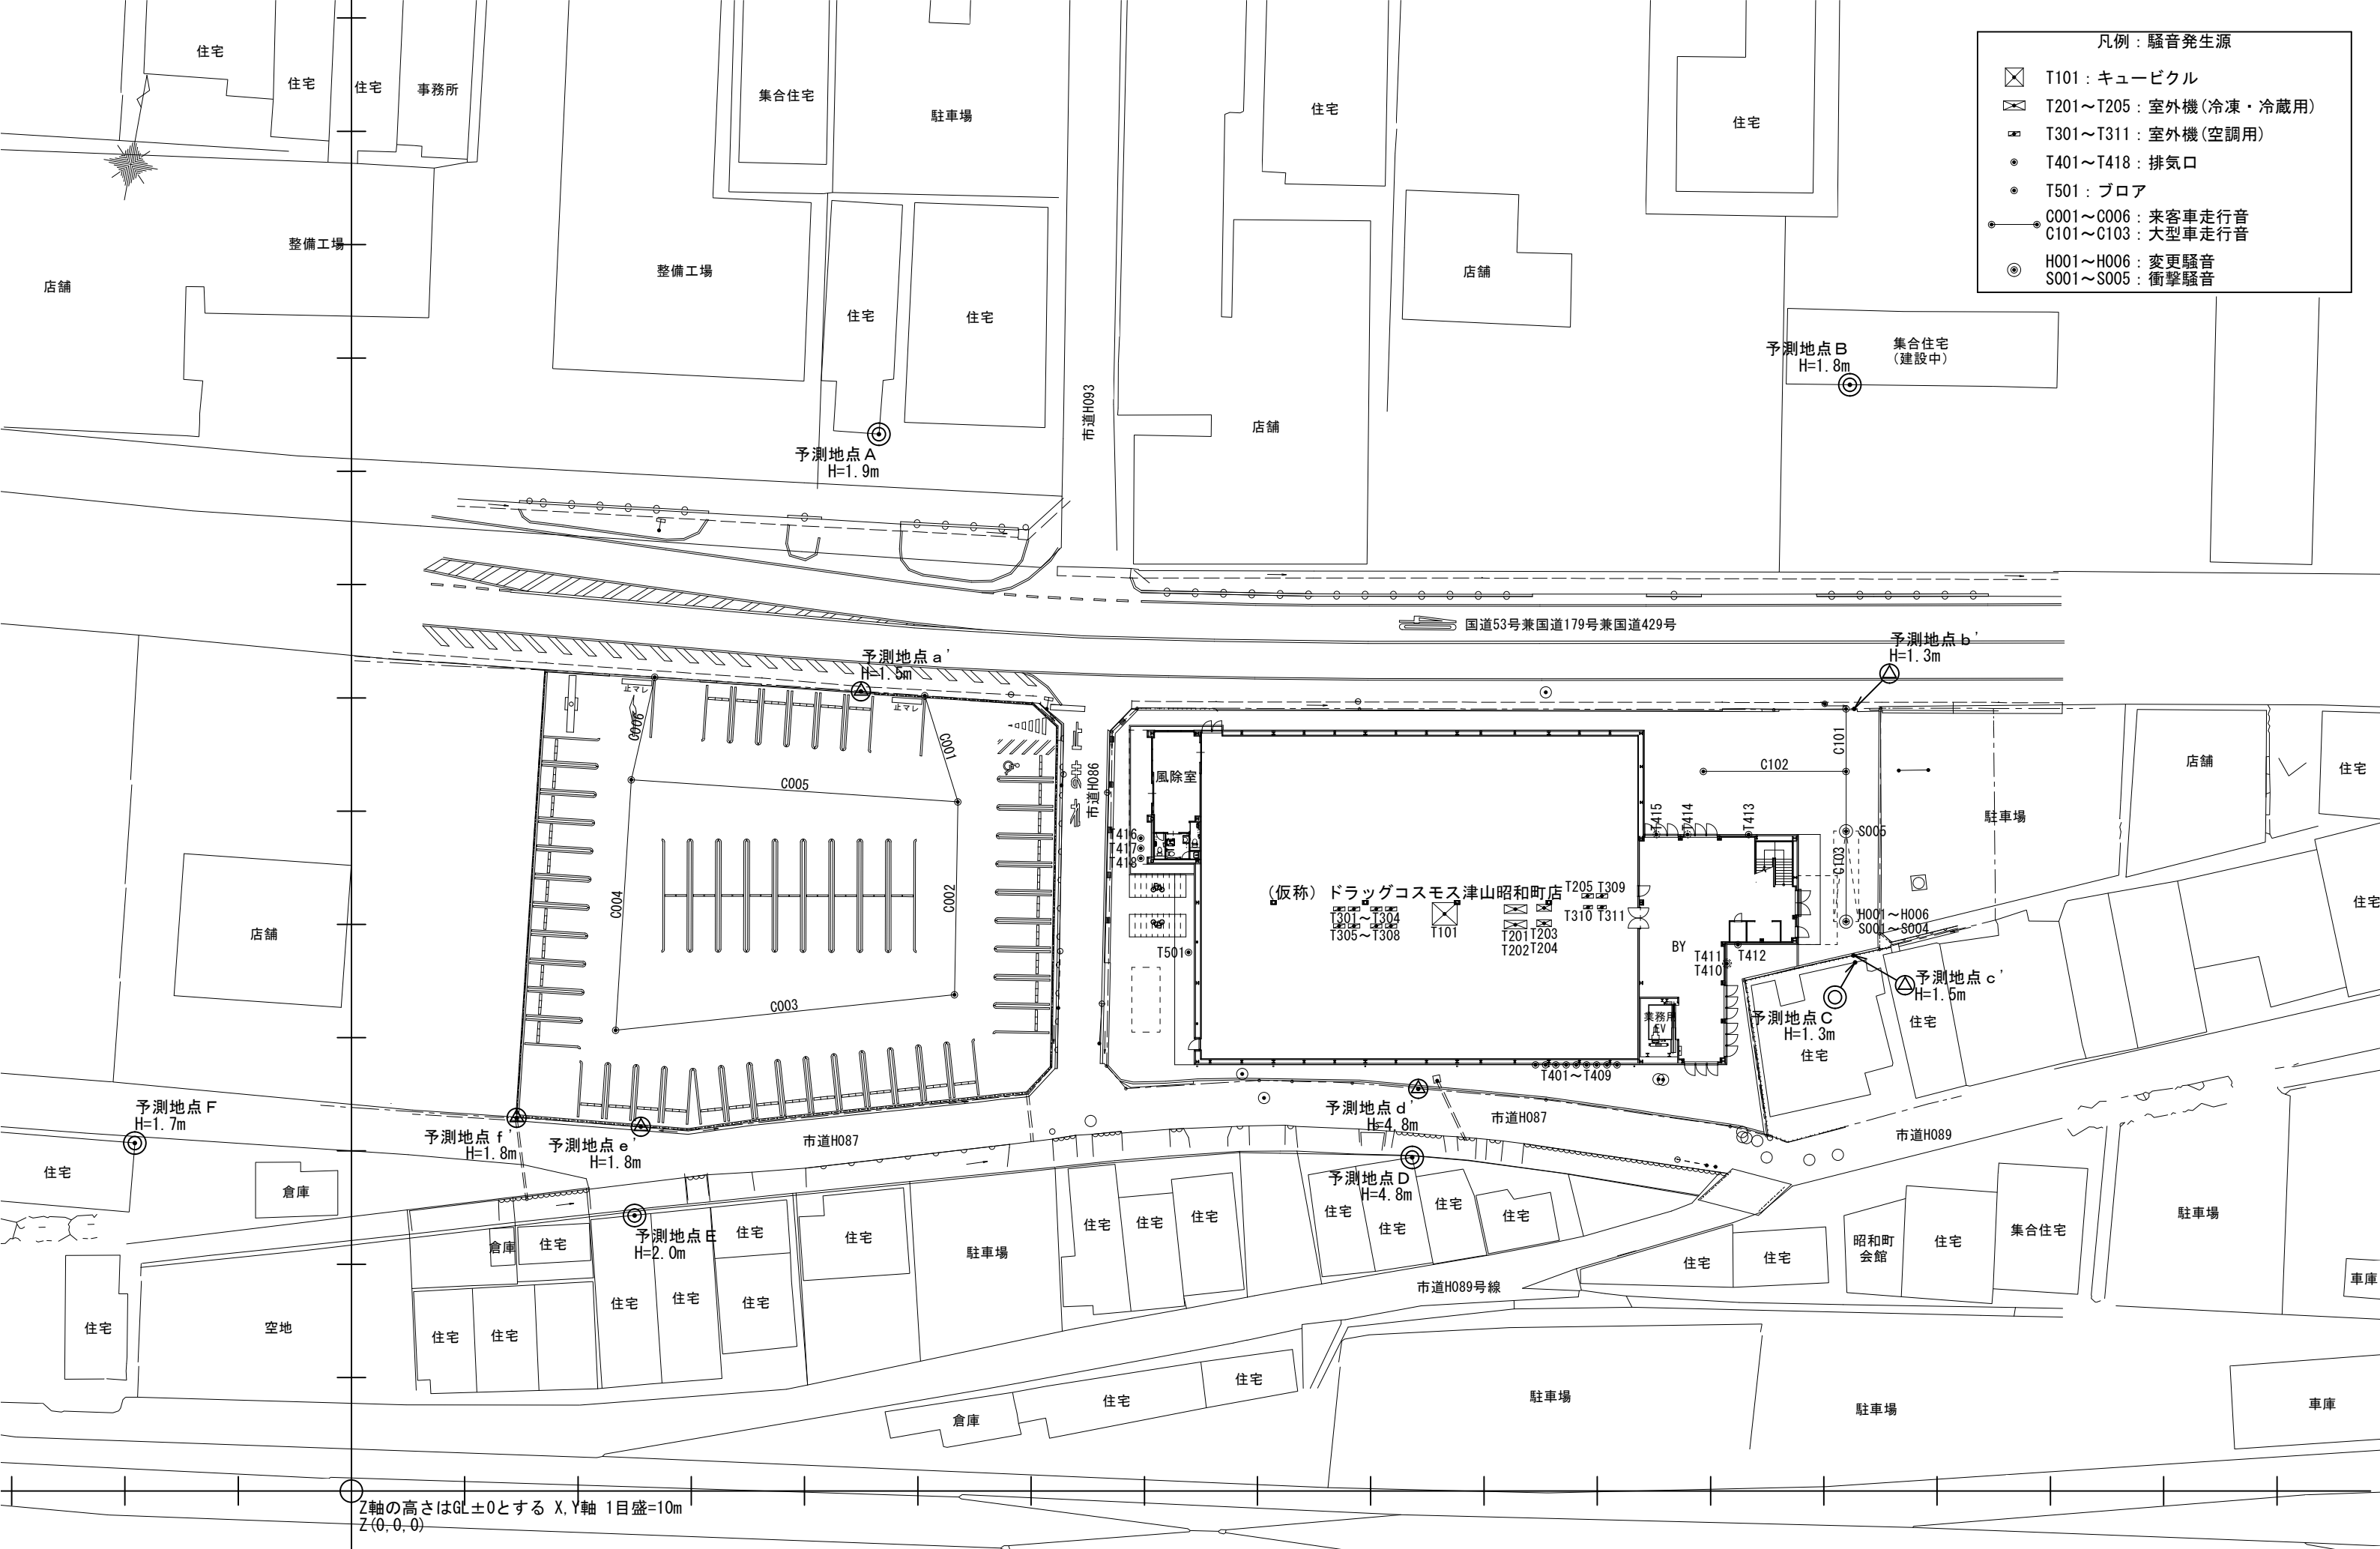 凡例：騒音発生源
T101：キュービクル
T201～T205：室外機(冷凍・冷蔵用)
T301～T311：室外機(空調用)
T401～T418：排気口
T501：ブロア
C001～C006：来客車走行音
C101～C103：大型車走行音
H001～H006：変更騒音
S001～S005：衝撃騒音
住宅
住宅
住宅
事務所
集合住宅
駐車場
住宅
住宅
整備工場
店舗
整備工場
住宅
住宅
店舗
店舗
集合住宅
(建設中)
予測地点B
H=1.8m
予測地点A
H=1.9m
市道H093
国道53号兼国道179号兼国道429号
予測地点a'
H=1.5m
予測地点b'
H=1.3m
止マレ
止マレ
C006
C001
C005
C002
C004
C003
市道H086
止マレ
風除室
T416
T417
T418
T501
(仮称) ドラッグコスモス津山昭和町店
T301～T304
T305～T308
T101
T201
T202
T203
T204
T205
T309
T310
T311
T415
T414
T413
C101
C102
C103
S005
H001～H006
S001～S004
BY
T411
T410
T412
業務用
EV
T401～T409
駐車場
店舗
住宅
住宅
店舗
予測地点c'
H=1.5m
予測地点C
H=1.3m
住宅
住宅
予測地点F
H=1.7m
予測地点f'
H=1.8m
予測地点e'
H=1.8m
市道H087
予測地点d'
H=4.8m
市道H087
市道H089
予測地点D
H=4.8m
予測地点E
H=2.0m
住宅
倉庫
倉庫
住宅
住宅
住宅
住宅
住宅
住宅
駐車場
住宅
住宅
住宅
住宅
住宅
住宅
住宅
市道H089号線
住宅
住宅
昭和町
会館
住宅
集合住宅
駐車場
車庫
住宅
空地
住宅
住宅
倉庫
住宅
住宅
駐車場
駐車場
車庫
Z軸の高さはGL±0とする X,Y軸 1目盛=10m
Z(0,0,0)